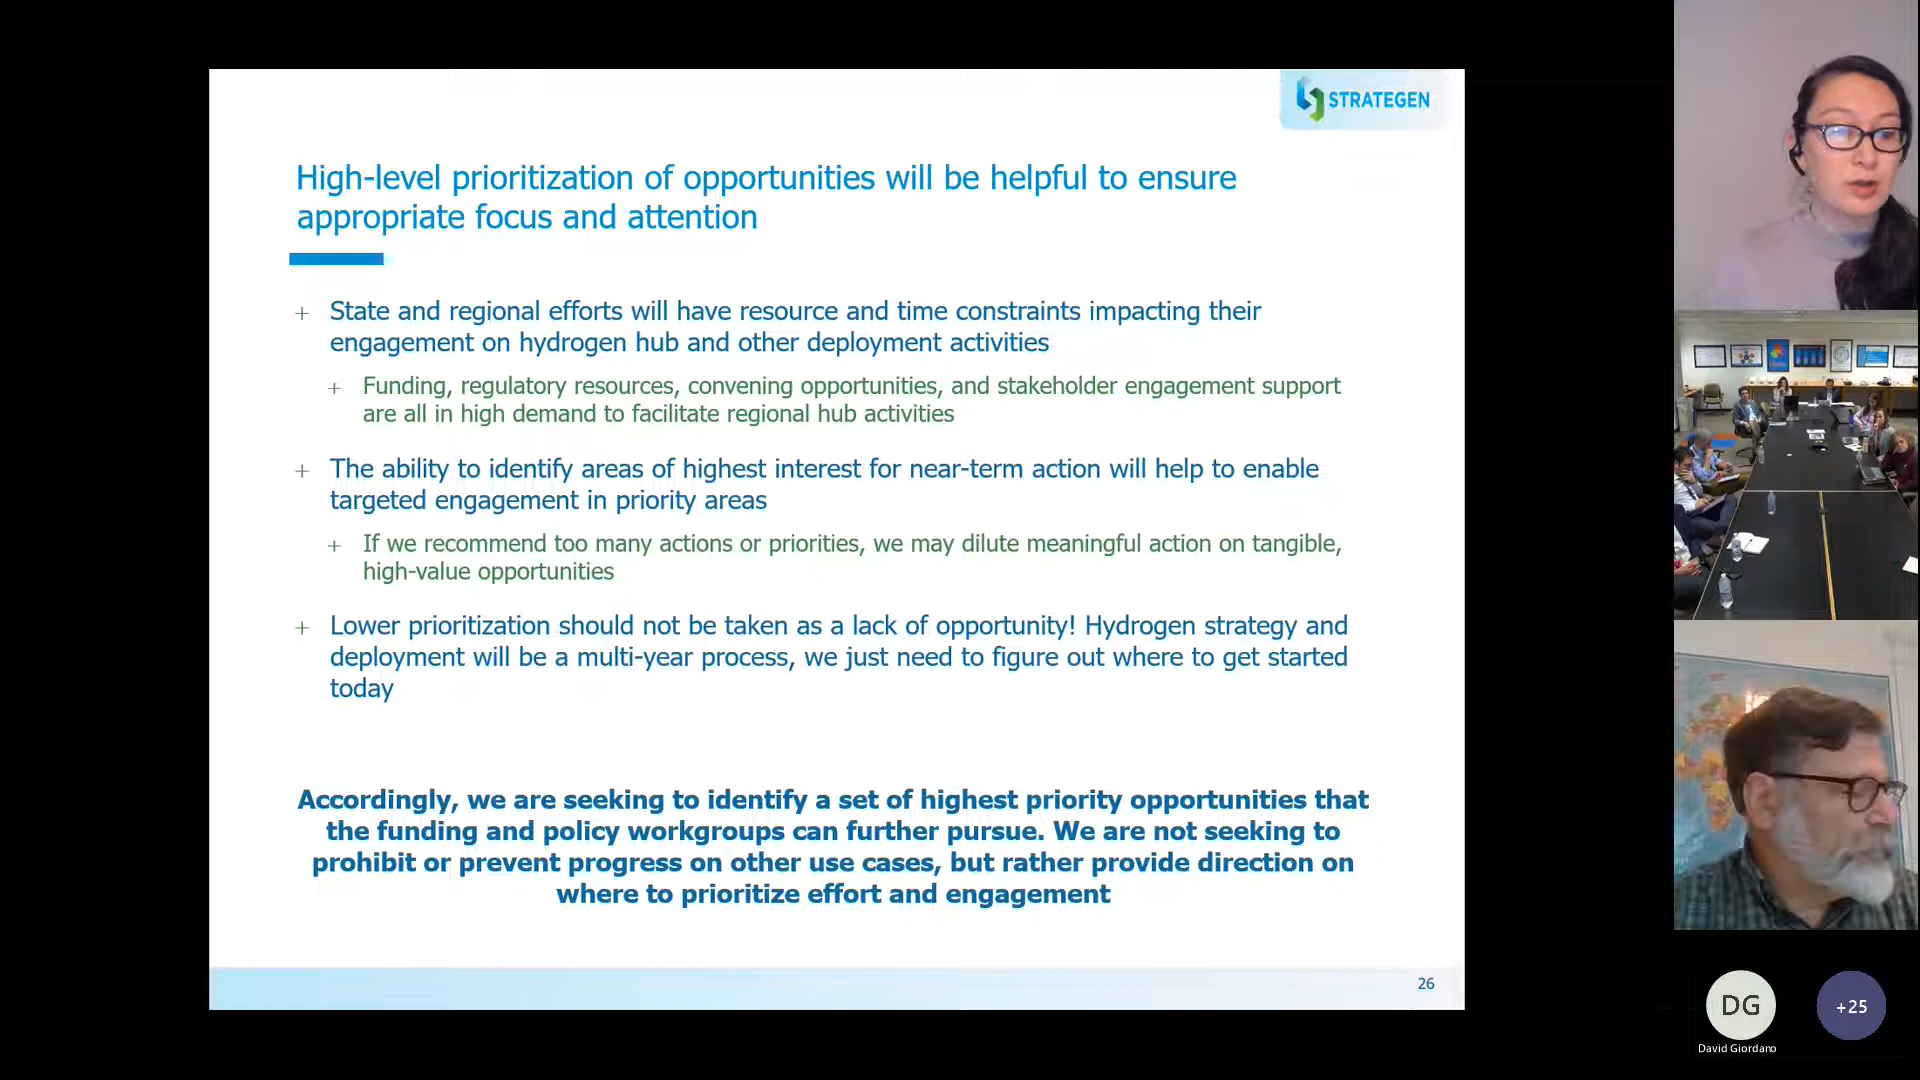 STRATEGEN
High-level prioritization of opportunities will be helpful to ensure
appropriate focus and attention
+ State and regional efforts will have resource and time constraints impacting their
engagement on hydrogen hub and other deployment activities
+ Funding, regulatory resources, convening opportunities, and stakeholder engagement support
are all in high demand to facilitate regional hub activities
+ The ability to identify areas of highest interest for near-term action will help to enable
targeted engagement in priority areas
+ If we recommend too many actions or priorities, we may dilute meaningful action on tangible,
high-value opportunities
+ Lower prioritization should not be taken as a lack of opportunity! Hydrogen strategy and
deployment will be a multi-year process, we just need to figure out where to get started
today
Accordingly, we are seeking to identify a set of highest priority opportunities that
the funding and policy workgroups can further pursue. We are not seeking to
prohibit or prevent progress on other use cases, but rather provide direction on
where to prioritize effort and engagement
26
DG
+25
David Giordano